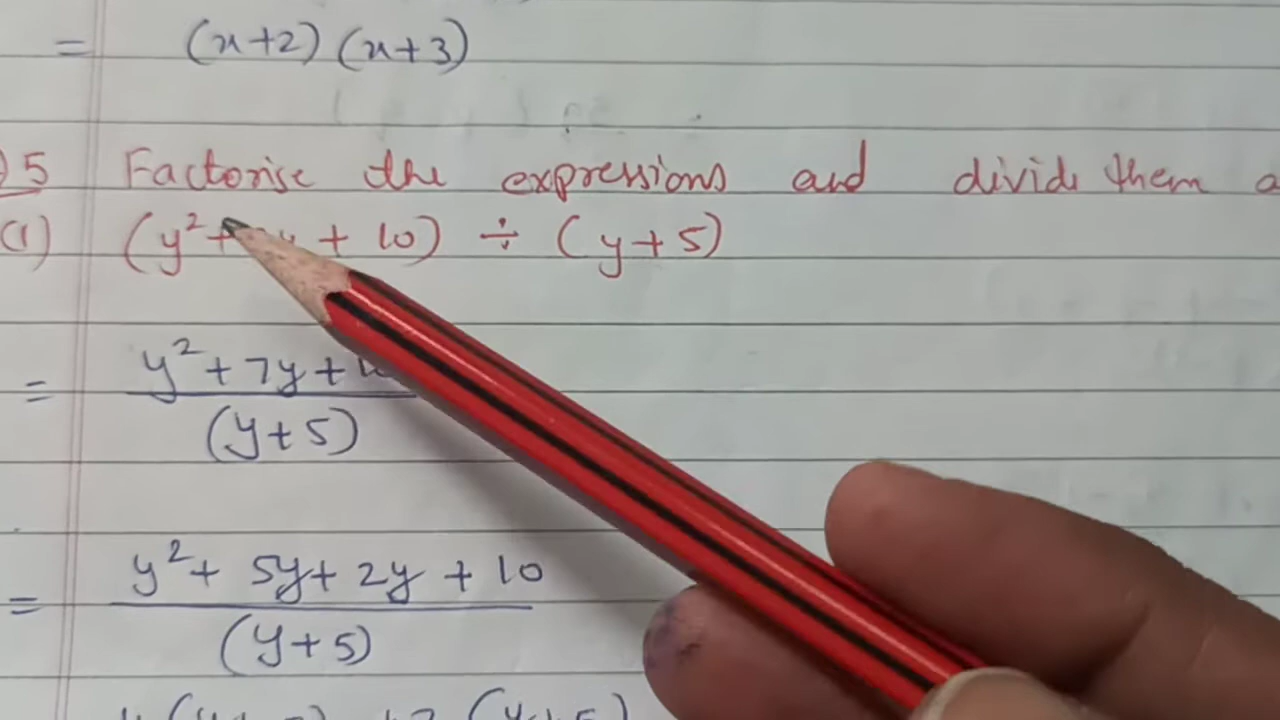 = (x+2) (x+3)
5 Factorise the expressions and divide them
(1) (y²+ y + 10) ÷ (y+5)
= y² + 7y +
(y+5)
= y² + 5y + 2y + 10
(y+5)